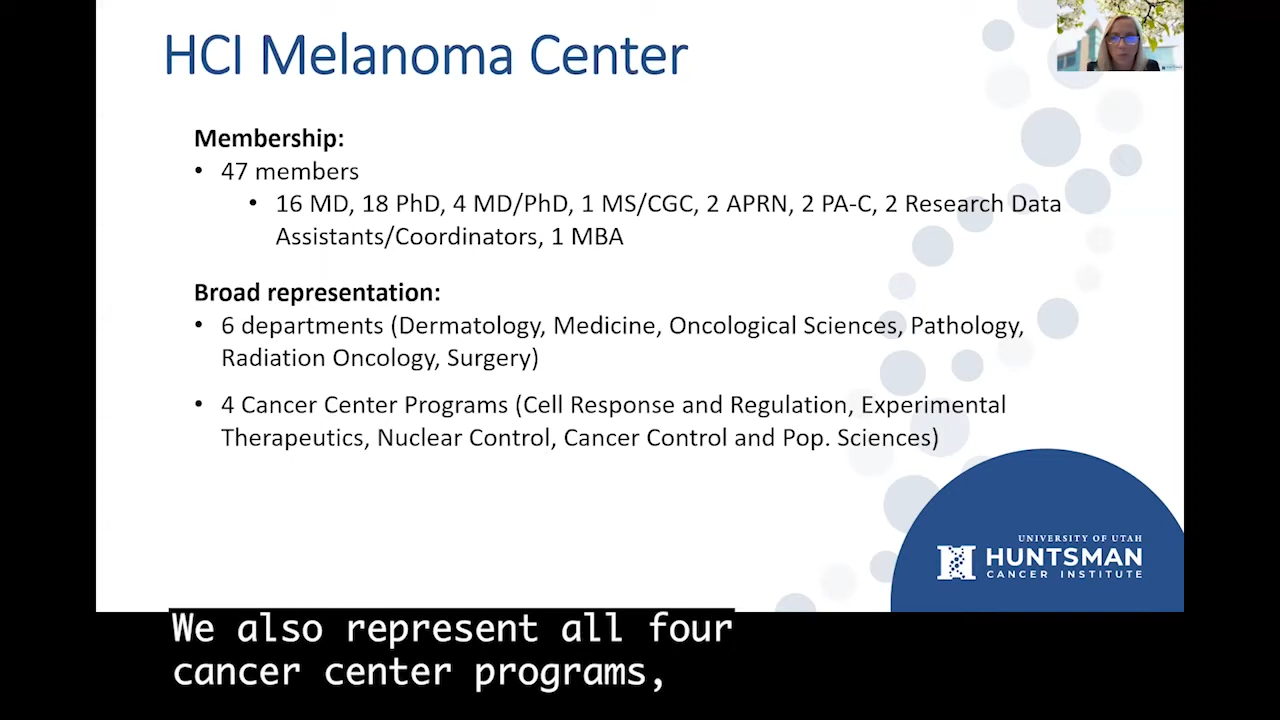 HCI Melanoma Center
Membership:
• 47 members
• 16 MD, 18 PhD, 4 MD/PhD, 1 MS/CGC, 2 APRN, 2 PA-C, 2 Research Data
Assistants/Coordinators, 1 MBA
Broad representation:
• 6 departments (Dermatology, Medicine, Oncological Sciences, Pathology,
Radiation Oncology, Surgery)
• 4 Cancer Center Programs (Cell Response and Regulation, Experimental
Therapeutics, Nuclear Control, Cancer Control and Pop. Sciences)
UNIVERSITY OF UTAH
HUNTSMAN
CANCER INSTITUTE
We also represent all four
cancer center programs,